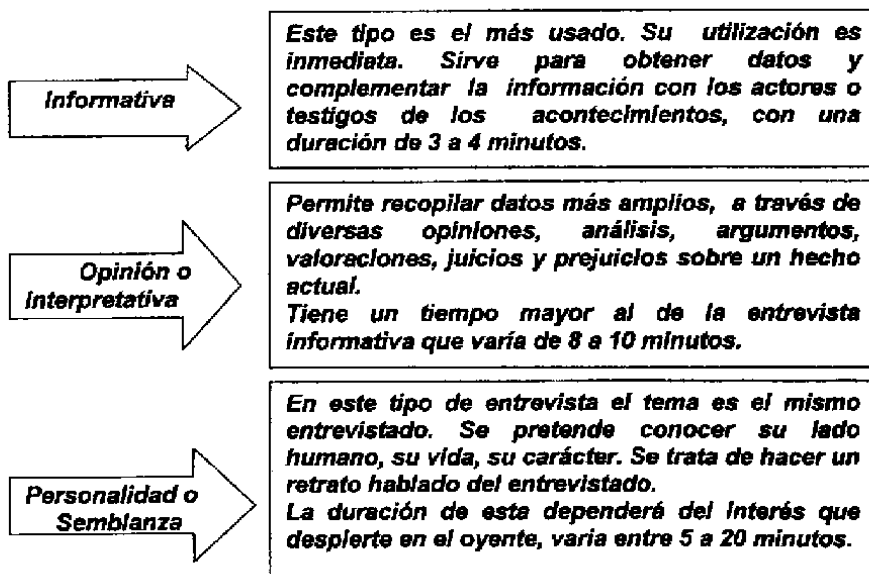 Informativa
Este tipo es el más usado. Su utilización es
inmediata. Sirve para obtener datos y
complementar la información con los actores o
testigos de los acontecimientos, con una
duración de 3 a 4 minutos.
Opinión o
Interpretativa
Permite recopilar datos más amplios, a través de
diversas opiniones, análisis, argumentos,
valoraciones, juicios y prejuicios sobre un hecho
actual.
Tiene un tiempo mayor al de la entrevista
informativa que varía de 8 a 10 minutos.
Personalidad o
Semblanza
En este tipo de entrevista el tema es el mismo
entrevistado. Se pretende conocer su lado
humano, su vida, su carácter. Se trata de hacer un
retrato hablado del entrevistado.
La duración de esta dependerá del Interés que
despierte en el oyente, varia entre 5 a 20 minutos.